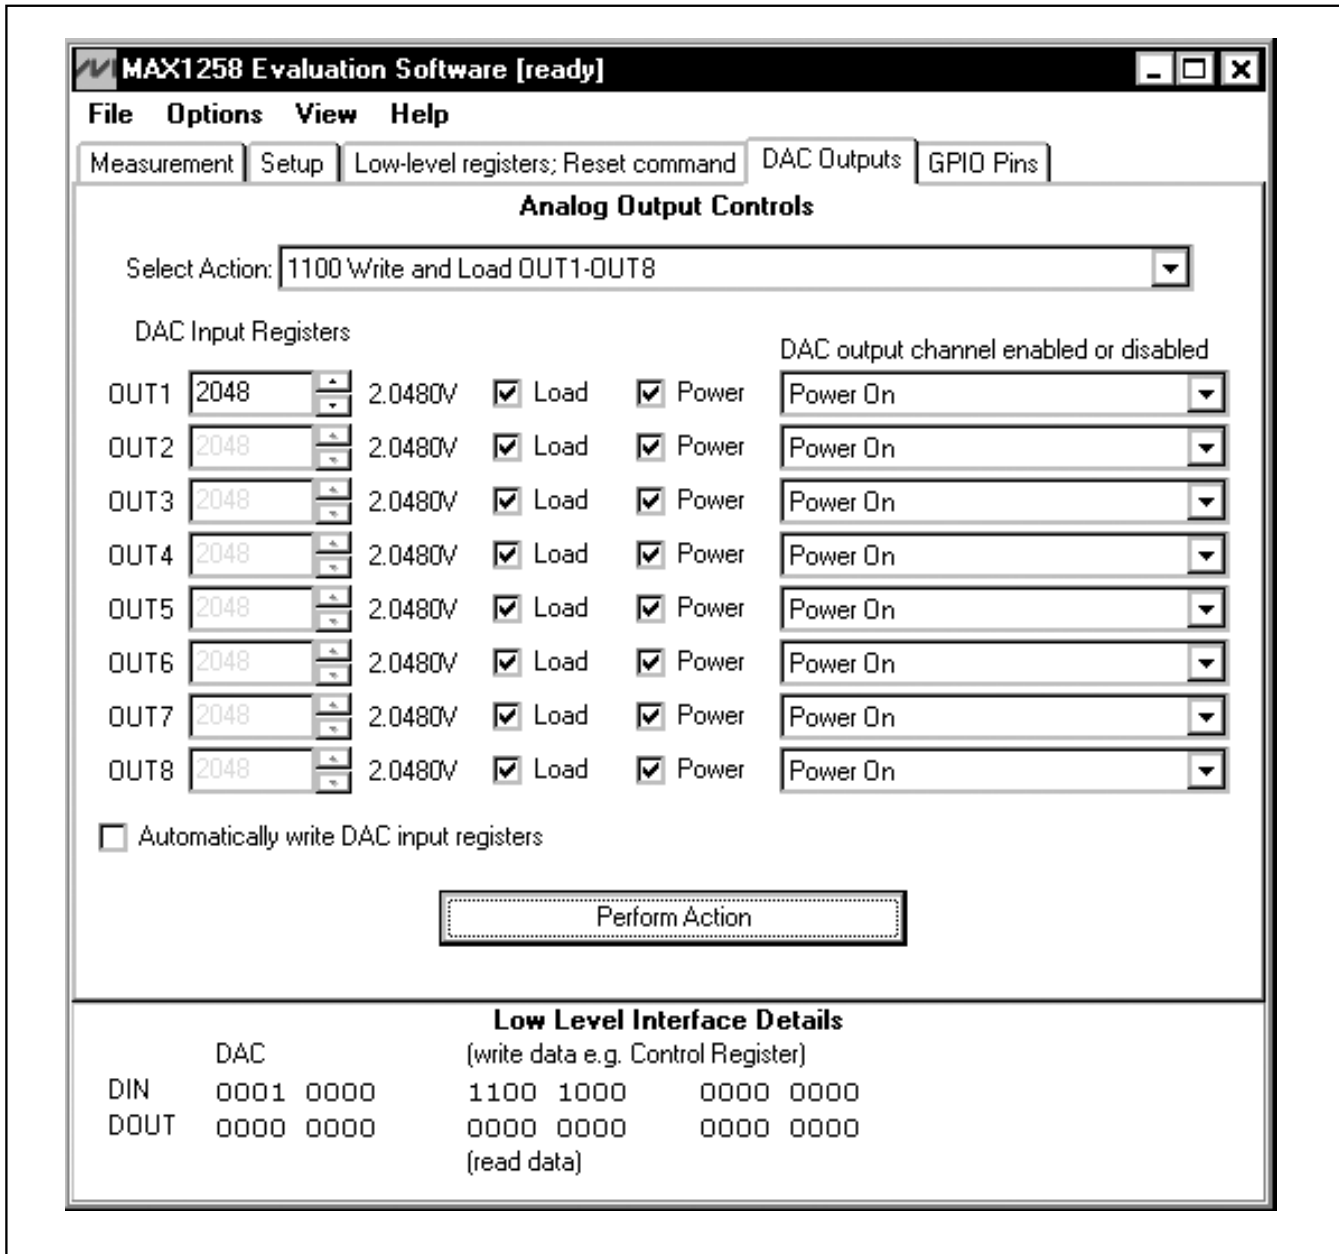 MAX1258 Evaluation Software [ready]
File Options View Help
Measurement Setup Low-level registers; Reset command DAC Outputs GPIO Pins
Analog Output Controls
Select Action: 1100 Write and Load OUT1-OUT8
DAC Input Registers
DAC output channel enabled or disabled
OUT1 2048 2.0480V Load Power Power On
OUT2 2048 2.0480V Load Power Power On
OUT3 2048 2.0480V Load Power Power On
OUT4 2048 2.0480V Load Power Power On
OUT5 2048 2.0480V Load Power Power On
OUT6 2048 2.0480V Load Power Power On
OUT7 2048 2.0480V Load Power Power On
OUT8 2048 2.0480V Load Power Power On
Automatically write DAC input registers
Perform Action
Low Level Interface Details
DAC (write data e.g. Control Register)
DIN 0001 0000 1100 1000 0000 0000
DOUT 0000 0000 0000 0000 0000 0000
(read data)